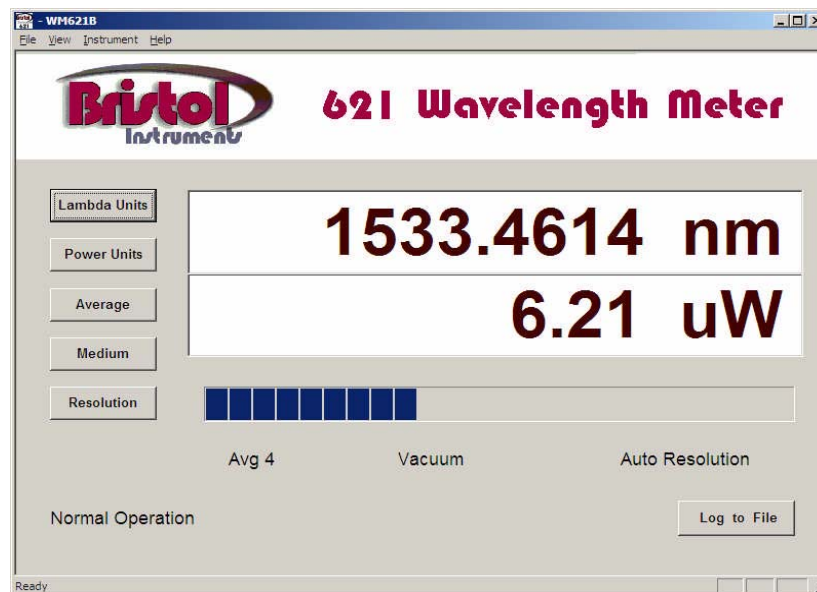 - WM621B
File View Instrument Help
Bristol Instruments
621 Wavelength Meter
Lambda Units
1533.4614 nm
Power Units
6.21 uW
Average
Medium
Resolution
Avg 4 Vacuum Auto Resolution
Normal Operation
Log to File
Ready